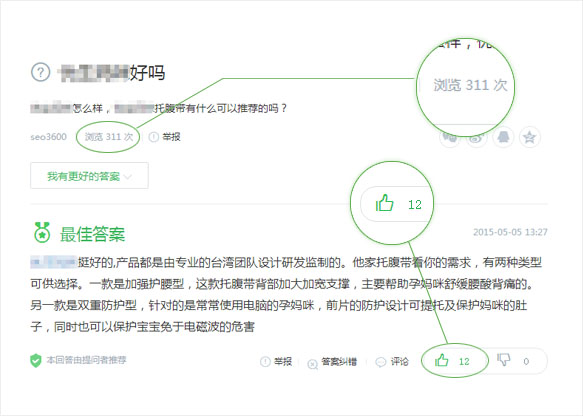 好吗
怎么样，托腹带有什么可以推荐的吗？
seo3600 浏览 311 次 举报
浏览 311 次
我有更好的答案
12
最佳答案 2015-05-05 13:27
挺好的,产品都是由专业的台湾团队设计研发监制的。他家托腹带看你的需求，有两种类型
可供选择。一款是加强护腰型，这款托腹带背部加大加宽支撑，主要帮助孕妈咪舒缓腰酸背痛的。
另一款是双重防护型，针对的是常常使用电脑的孕妈咪，前片的防护设计可提托及保护妈咪的肚
子，同时也可以保护宝宝免于电磁波的危害
本回答由提问者推荐 举报 答案纠错 评论 12 0